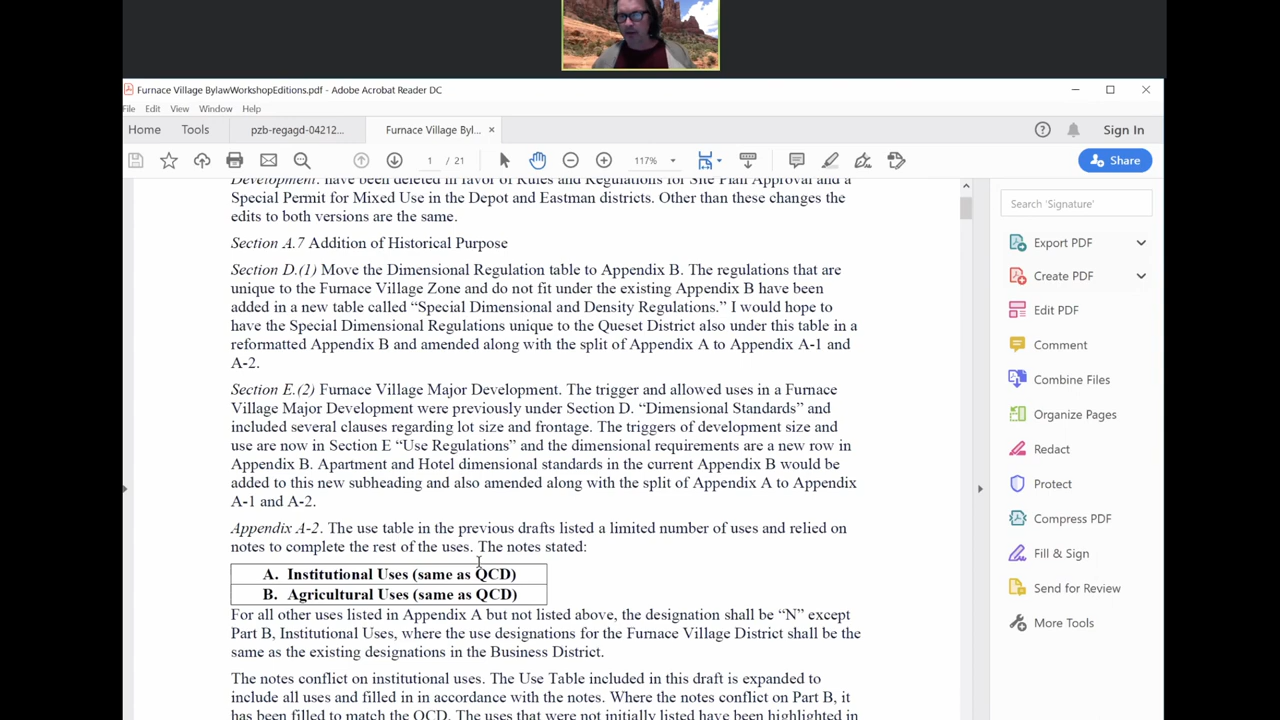 Furnace Village BylawWorkshopEditions.pdf - Adobe Acrobat Reader DC
File Edit View Window Help
Home Tools pzb-regagd-04212... Furnace Village Byl... Sign In
1 / 21 117% Share
Development. have been deleted in favor of Rules and Regulations for Site Plan Approval and a
Special Permit for Mixed Use in the Depot and Eastman districts. Other than these changes the
edits to both versions are the same.
Section A.7 Addition of Historical Purpose
Section D.(1) Move the Dimensional Regulation table to Appendix B. The regulations that are
unique to the Furnace Village Zone and do not fit under the existing Appendix B have been
added in a new table called “Special Dimensional and Density Regulations.” I would hope to
have the Special Dimensional Regulations unique to the Queset District also under this table in a
reformatted Appendix B and amended along with the split of Appendix A to Appendix A-1 and
A-2.
Section E.(2) Furnace Village Major Development. The trigger and allowed uses in a Furnace
Village Major Development were previously under Section D. “Dimensional Standards” and
included several clauses regarding lot size and frontage. The triggers of development size and
use are now in Section E “Use Regulations” and the dimensional requirements are a new row in
Appendix B. Apartment and Hotel dimensional standards in the current Appendix B would be
added to this new subheading and also amended along with the split of Appendix A to Appendix
A-1 and A-2.
Appendix A-2. The use table in the previous drafts listed a limited number of uses and relied on
notes to complete the rest of the uses. The notes stated:
A. Institutional Uses (same as QCD)
B. Agricultural Uses (same as QCD)
For all other uses listed in Appendix A but not listed above, the designation shall be “N” except
Part B, Institutional Uses, where the use designations for the Furnace Village District shall be the
same as the existing designations in the Business District.
The notes conflict on institutional uses. The Use Table included in this draft is expanded to
include all uses and filled in in accordance with the notes. Where the notes conflict on Part B, it
has been filled to match the QCD. The uses that were not initially listed have been highlighted in
Search 'Signature'
Export PDF
Create PDF
Edit PDF
Comment
Combine Files
Organize Pages
Redact
Protect
Compress PDF
Fill & Sign
Send for Review
More Tools